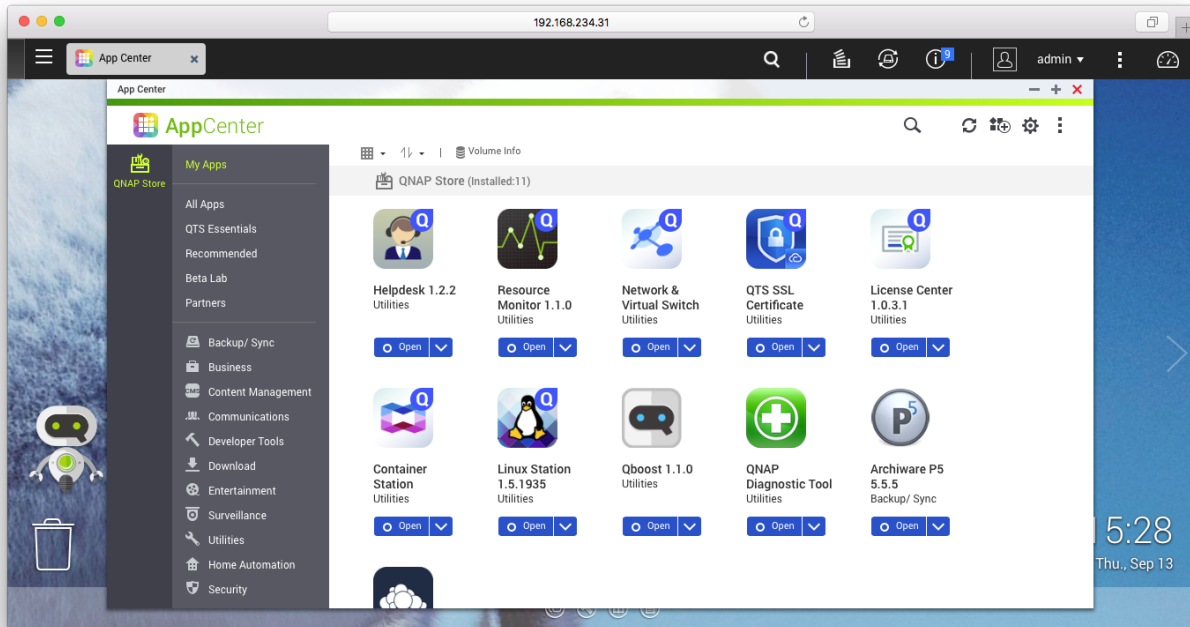 192.168.234.31
App Center
9
admin
App Center
AppCenter
QNAP Store
My Apps
All Apps
QTS Essentials
Recommended
Beta Lab
Partners
Backup/ Sync
Business
CMS
Content Management
Communications
Developer Tools
Download
Entertainment
Surveillance
Utilities
Home Automation
Security
Volume Info
QNAP Store (Installed:11)
Q
Q
Q
Q
Q
Helpdesk 1.2.2
Utilities
Open
Resource
Monitor 1.1.0
Utilities
Open
Network &
Virtual Switch
Utilities
Open
QTS SSL
Certificate
Utilities
Open
License Center
1.0.3.1
Utilities
Open
Q
Q
P5
Container
Station
Utilities
Open
Linux Station
1.5.1935
Utilities
Open
Qboost 1.1.0
Utilities
Open
QNAP
Diagnostic Tool
Utilities
Open
Archiware P5
5.5.5
Backup/ Sync
Open
5:28
Thu., Sep 13